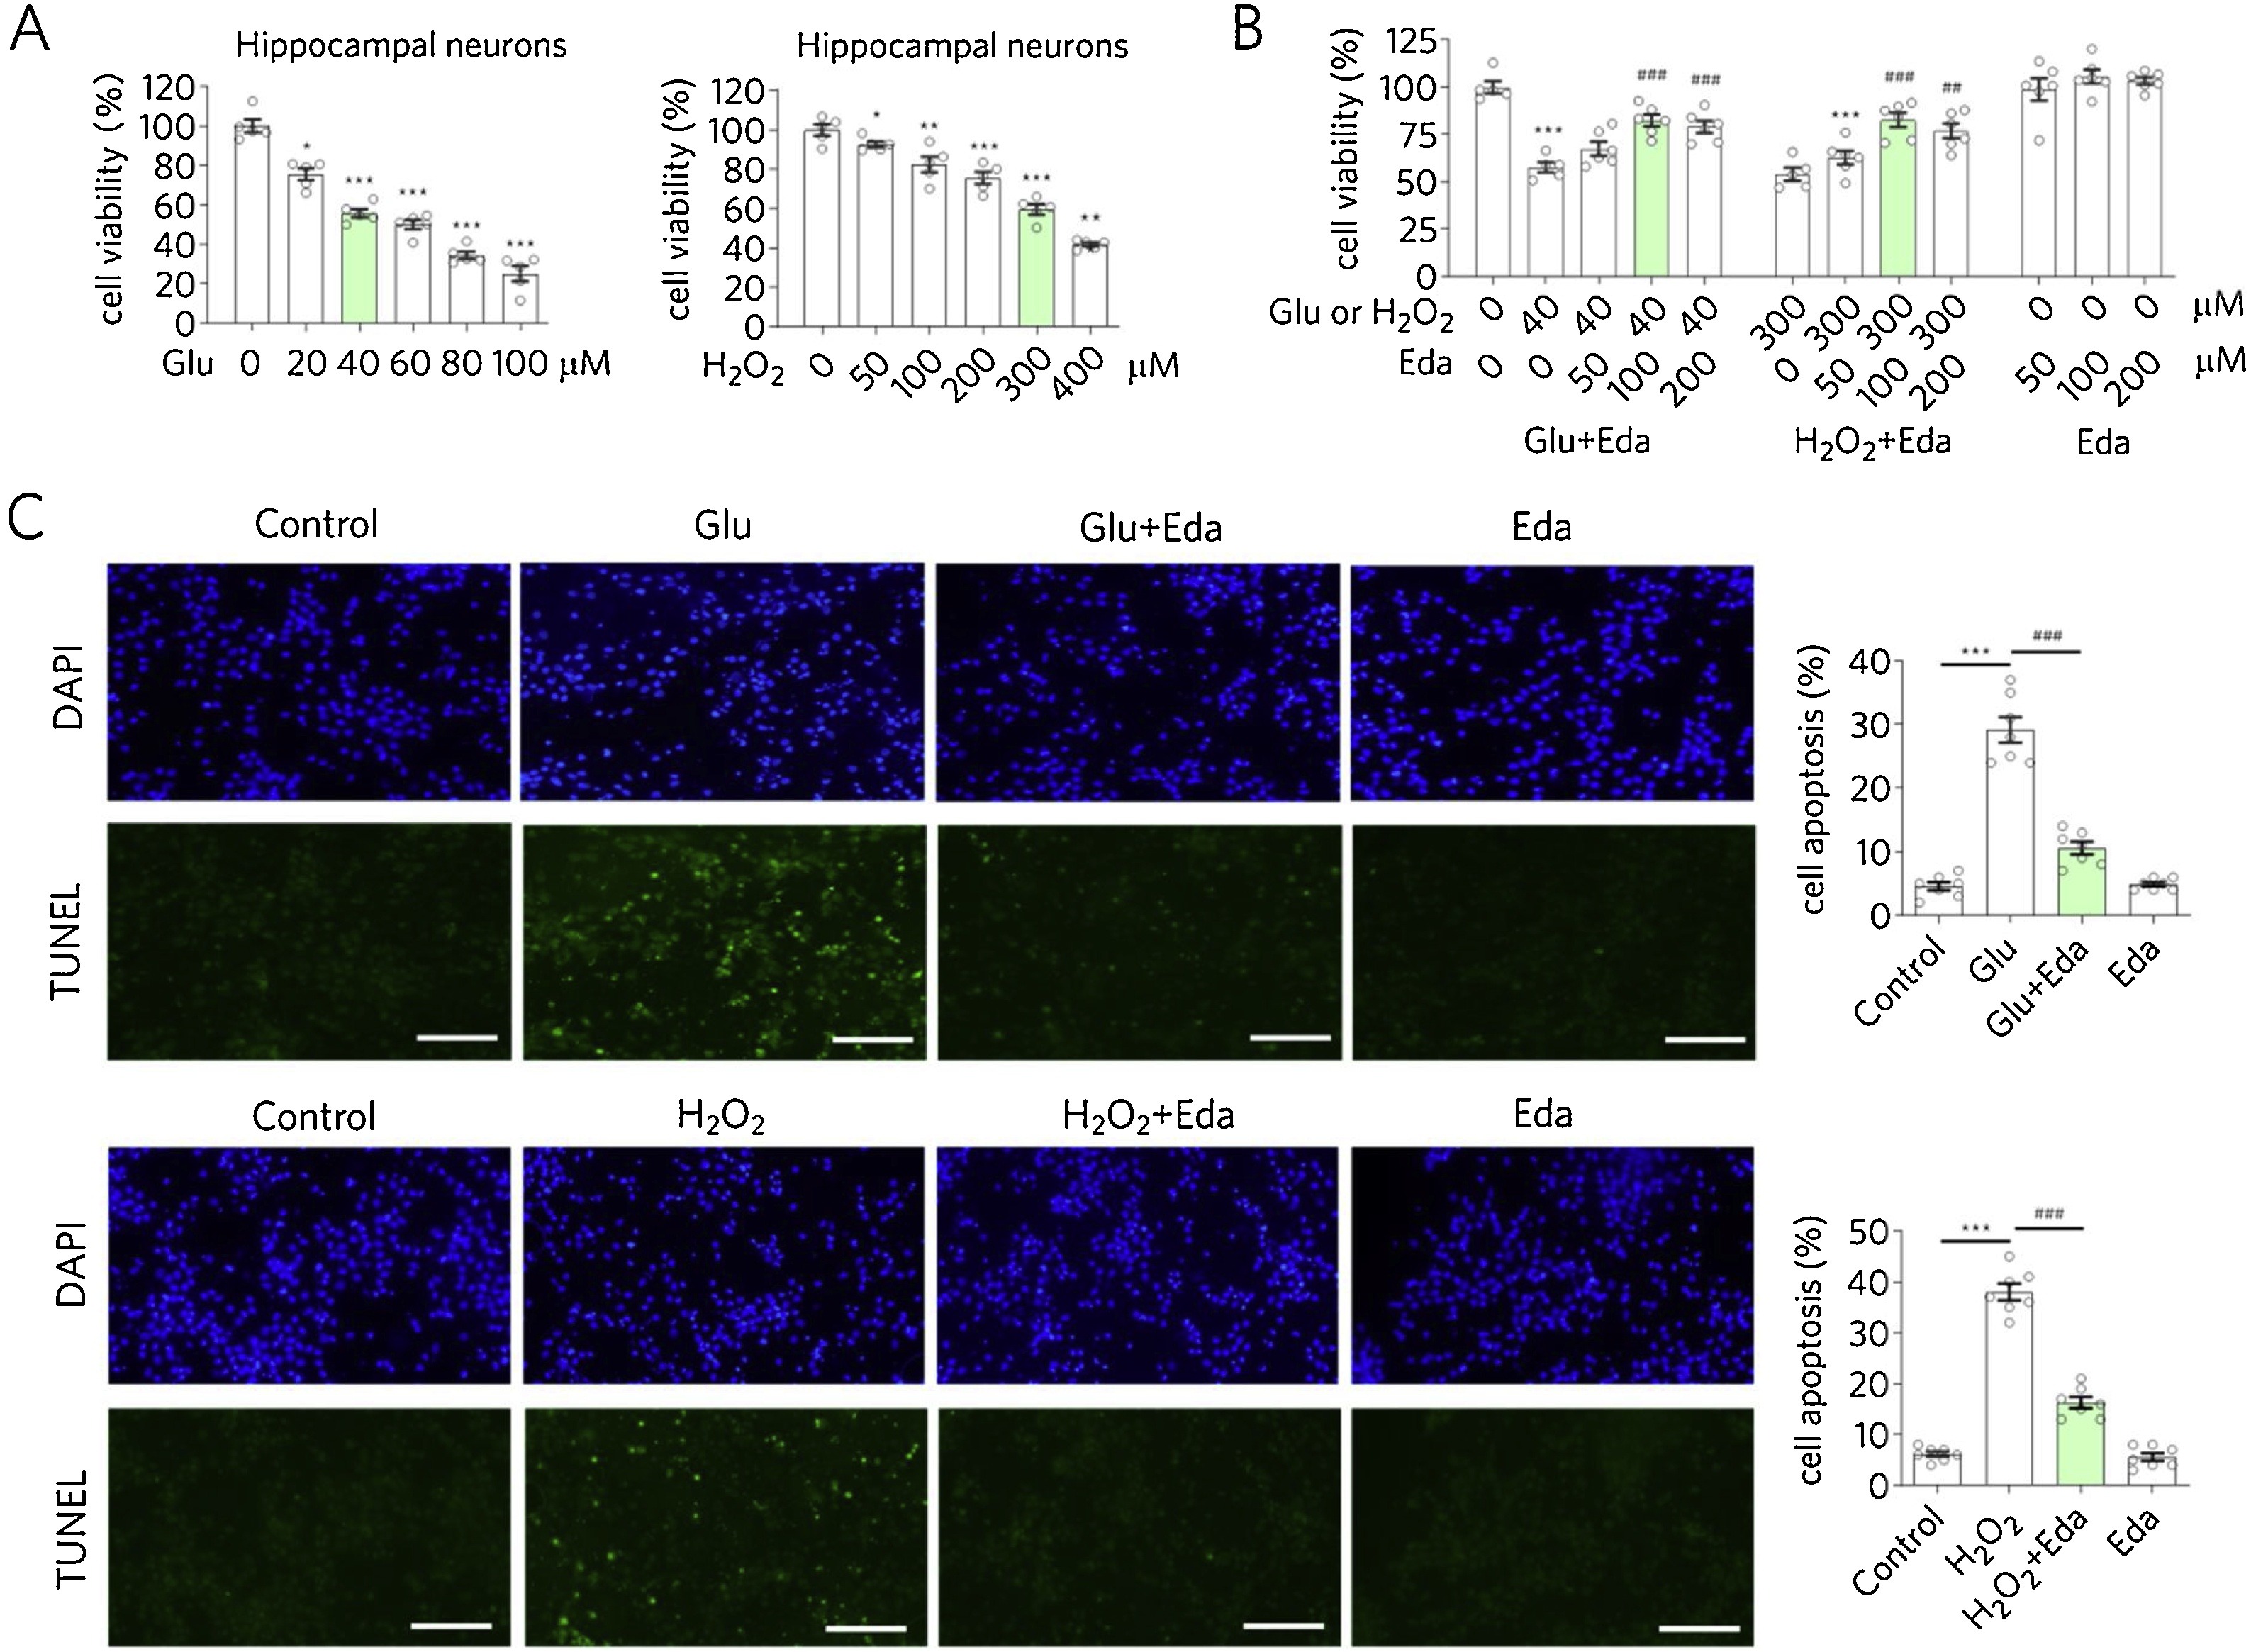 A
Hippocampal neurons
cell viability (%)
120
100
80
60
40
20
0
*
***
***
***
***
Glu 0 20 40 60 80 100 μM
Hippocampal neurons
cell viability (%)
120
100
80
60
40
20
0
*
**
***
***
**
*
H₂O₂ 0 50 100 200 300 400 μM
B
cell viability (%)
125
100
75
50
25
0
***
###
###
***
###
##
Glu or H₂O₂ 0 40 40 40 40 300 300 300 300 0 0 0 μM
Eda 0 0 50 100 200 0 50 100 200 50 100 200 μM
Glu+Eda H₂O₂+Eda Eda
C
Control Glu Glu+Eda Eda
DAPI
TUNEL
cell apoptosis (%)
40
30
20
10
0
***
###
Control Glu Glu+Eda Eda
Control H₂O₂ H₂O₂+Eda Eda
DAPI
TUNEL
cell apoptosis (%)
50
40
30
20
10
0
***
###
Control H₂O₂ H₂O₂+Eda Eda